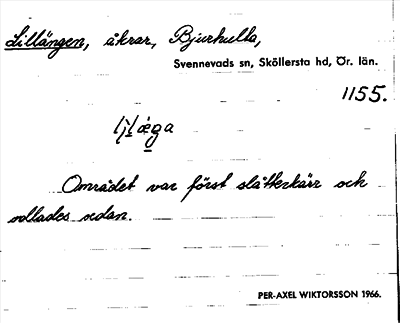 Lillängen, åkrar, Bjurhulta,
Svennevads sn, Sköllersta hd, Ör. län.
1155.
Området var först slåtterkärr och
odlades sedan.
PER-AXEL WIKTORSSON 1966.